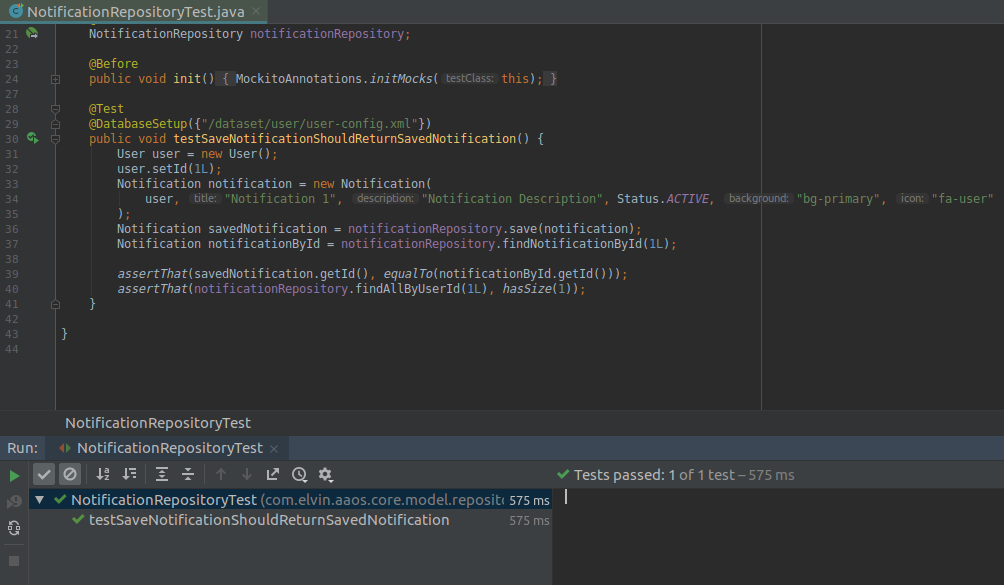 NotificationRepositoryTest.java
21 NotificationRepository notificationRepository;
22
23 @Before
24 public void init() { MockitoAnnotations.initMocks( testClass: this); }
27
28 @Test
29 @DatabaseSetup({"/dataset/user/user-config.xml"})
30 public void testSaveNotificationShouldReturnSavedNotification() {
31 User user = new User();
32 user.setId(1L);
33 Notification notification = new Notification(
34 user, title: "Notification 1", description: "Notification Description", Status.ACTIVE, background: "bg-primary", icon: "fa-user"
35 );
36 Notification savedNotification = notificationRepository.save(notification);
37 Notification notificationById = notificationRepository.findNotificationById(1L);
38
39 assertThat(savedNotification.getId(), equalTo(notificationById.getId()));
40 assertThat(notificationRepository.findAllByUserId(1L), hasSize(1));
41 }
42
43 }
44
NotificationRepositoryTest
Run: NotificationRepositoryTest
Tests passed: 1 of 1 test – 575 ms
NotificationRepositoryTest (com.elvin.aaos.core.model.reposito 575 ms
testSaveNotificationShouldReturnSavedNotification 575 ms